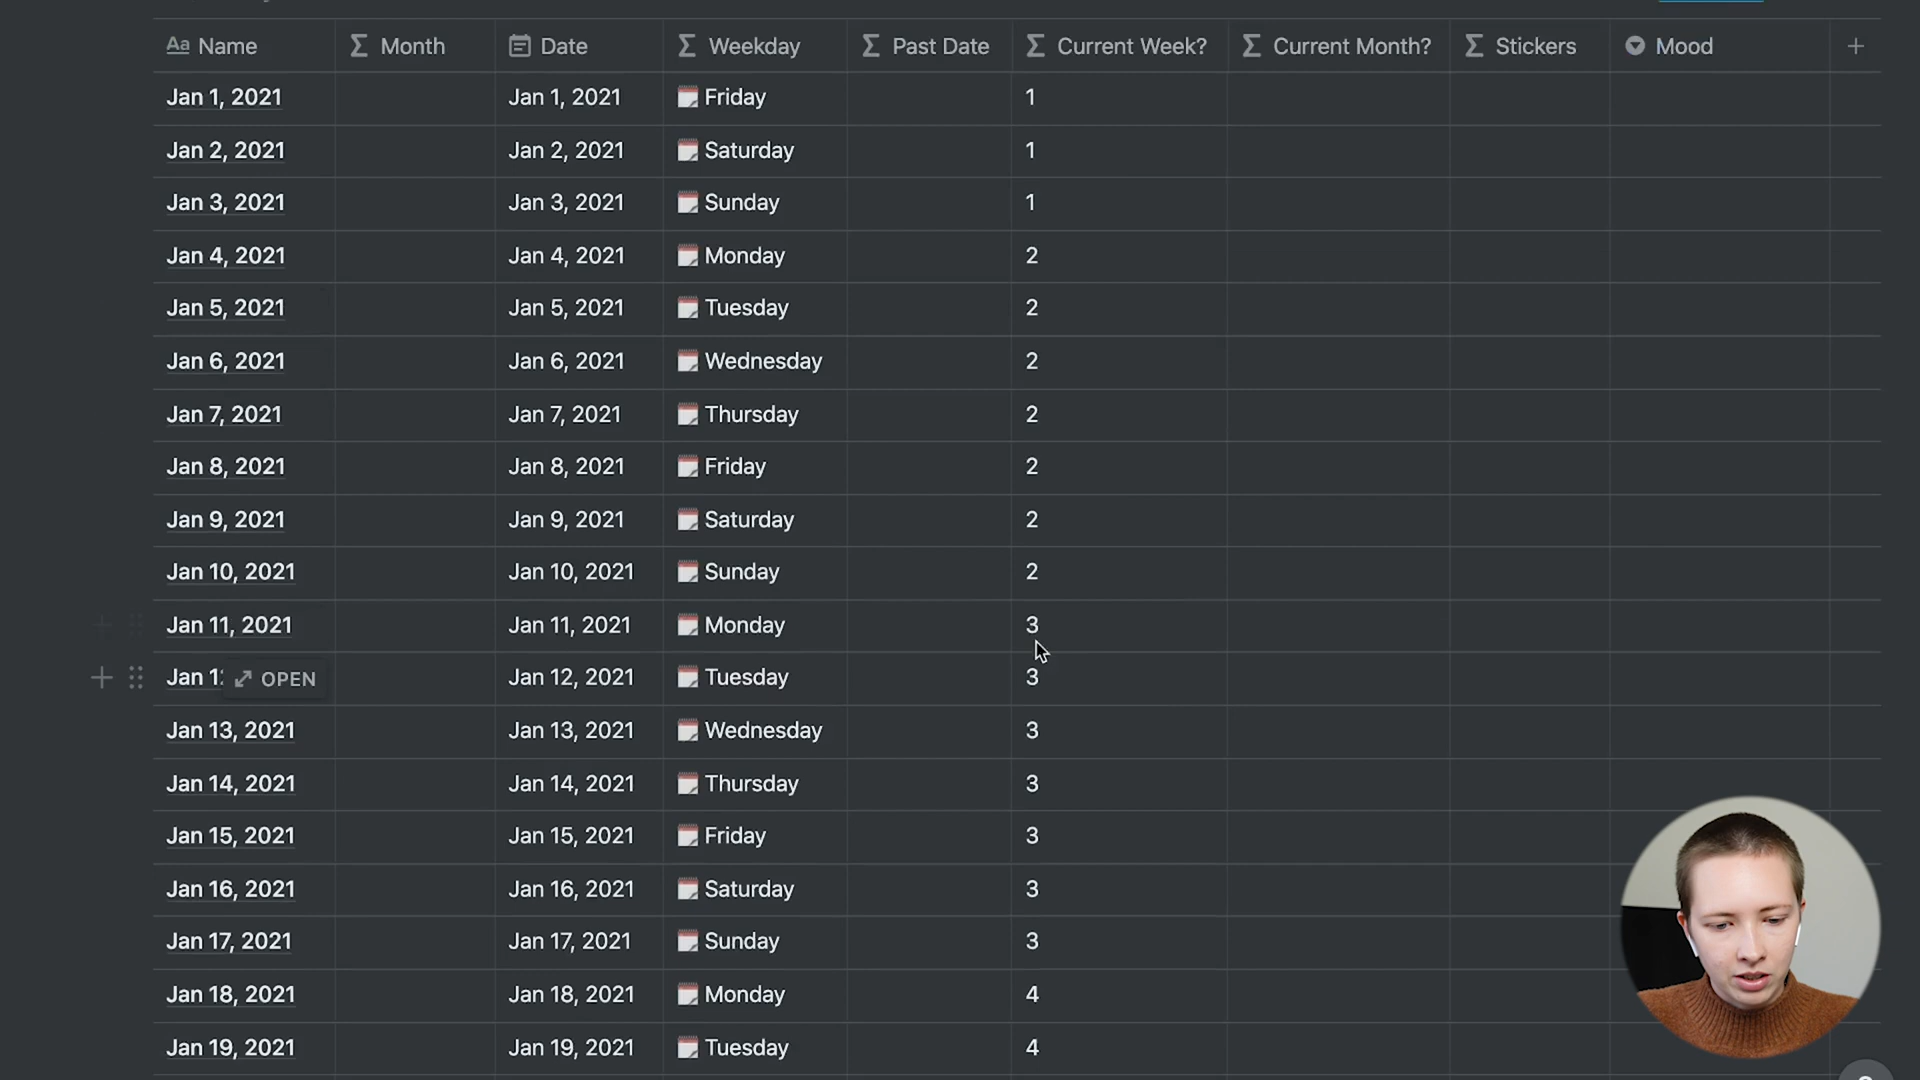 Aa Name Σ Month Date Σ Weekday Σ Past Date Σ Current Week? Σ Current Month? Σ Stickers Mood +
Jan 1, 2021 Jan 1, 2021 Friday 1
Jan 2, 2021 Jan 2, 2021 Saturday 1
Jan 3, 2021 Jan 3, 2021 Sunday 1
Jan 4, 2021 Jan 4, 2021 Monday 2
Jan 5, 2021 Jan 5, 2021 Tuesday 2
Jan 6, 2021 Jan 6, 2021 Wednesday 2
Jan 7, 2021 Jan 7, 2021 Thursday 2
Jan 8, 2021 Jan 8, 2021 Friday 2
Jan 9, 2021 Jan 9, 2021 Saturday 2
Jan 10, 2021 Jan 10, 2021 Sunday 2
Jan 11, 2021 Jan 11, 2021 Monday 3
Jan 1 OPEN Jan 12, 2021 Tuesday 3
Jan 13, 2021 Jan 13, 2021 Wednesday 3
Jan 14, 2021 Jan 14, 2021 Thursday 3
Jan 15, 2021 Jan 15, 2021 Friday 3
Jan 16, 2021 Jan 16, 2021 Saturday 3
Jan 17, 2021 Jan 17, 2021 Sunday 3
Jan 18, 2021 Jan 18, 2021 Monday 4
Jan 19, 2021 Jan 19, 2021 Tuesday 4